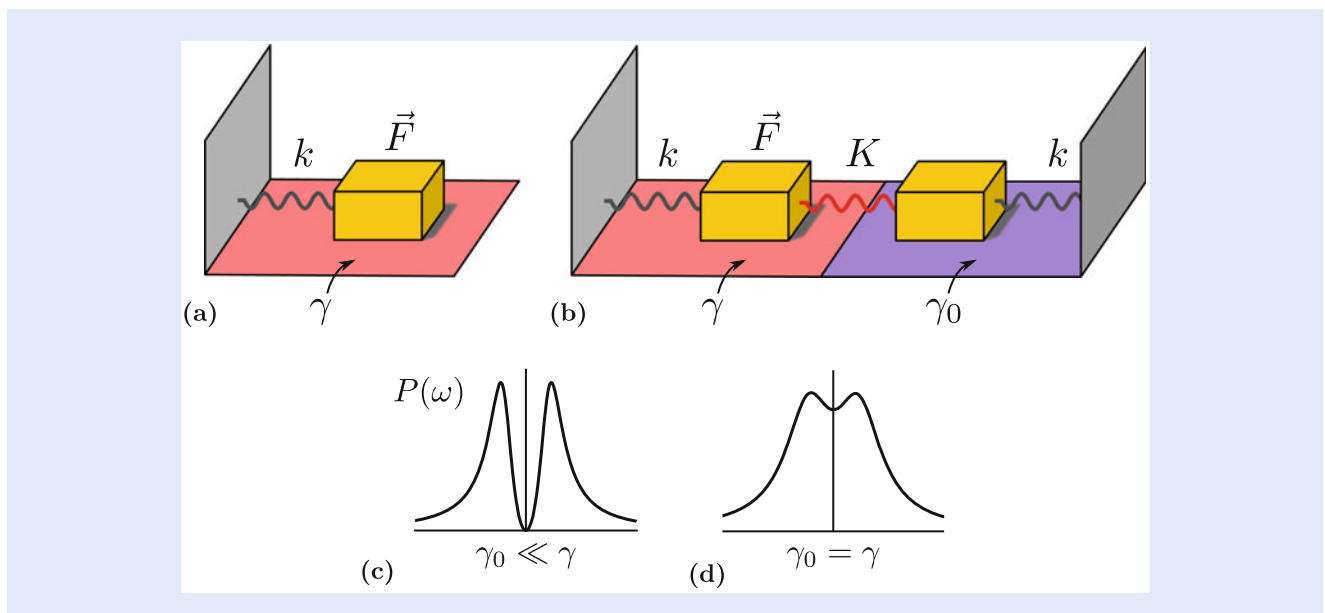 k F⃗ k F⃗ K k
γ γ γ₀
(a) (b)
P(ω)
γ₀ ≪ γ γ₀ = γ
(c) (d)